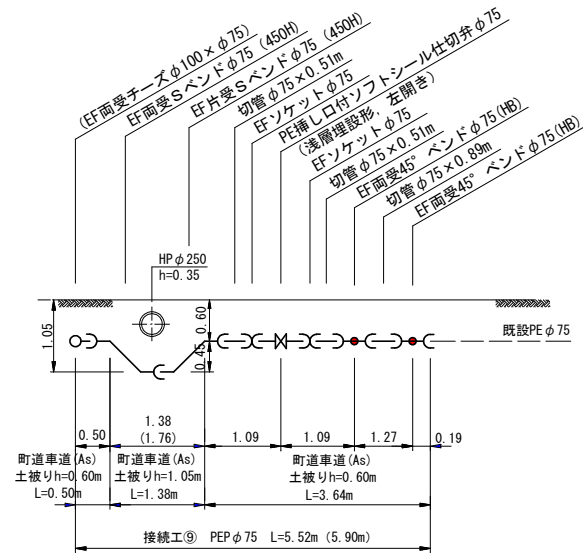 (EF両受チーズφ100×φ75)
EF両受Sベンドφ75 (450H)
EF片受Sベンドφ75 (450H)
切管φ75×0.51m
EFソケットφ75
PE挿し口付ソフトシール仕切弁φ75
(浅層埋設形, 左開き)
EFソケットφ75
切管φ75×0.51m
EF両受45°ベンドφ75(HB)
切管φ75×0.89m
EF両受45°ベンドφ75(HB)
HPφ250
h=0.35
1.05
0.60
0.45
既設PEφ75
0.50
1.38
(1.76)
1.09
1.09
1.27
0.19
町道車道(As)
土被りh=0.60m
L=0.50m
町道車道(As)
土被りh=1.05m
L=1.38m
町道車道(As)
土被りh=0.60m
L=3.64m
接続工⑨ PEPφ75 L=5.52m (5.90m)